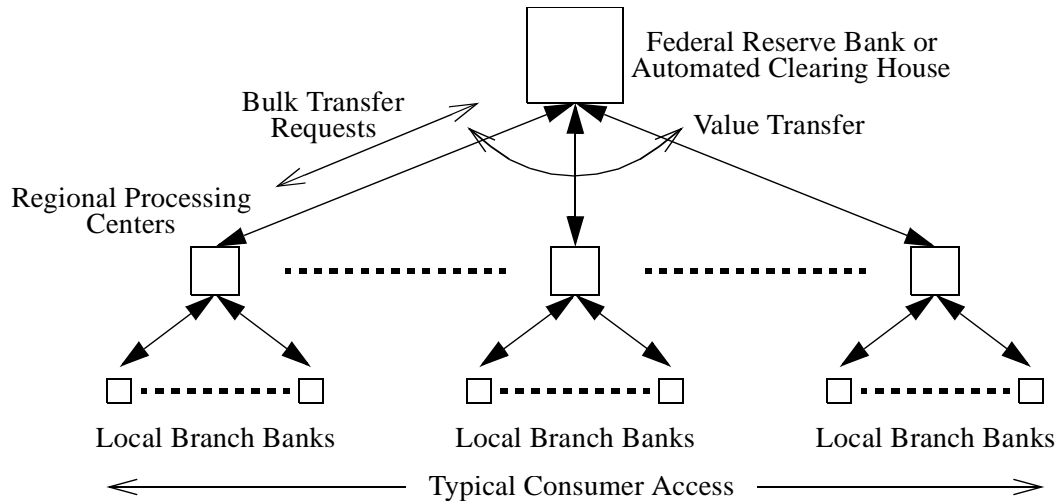 Federal Reserve Bank or
Automated Clearing House
Bulk Transfer
Requests
Value Transfer
Regional Processing
Centers
Local Branch Banks
Local Branch Banks
Local Branch Banks
Typical Consumer Access